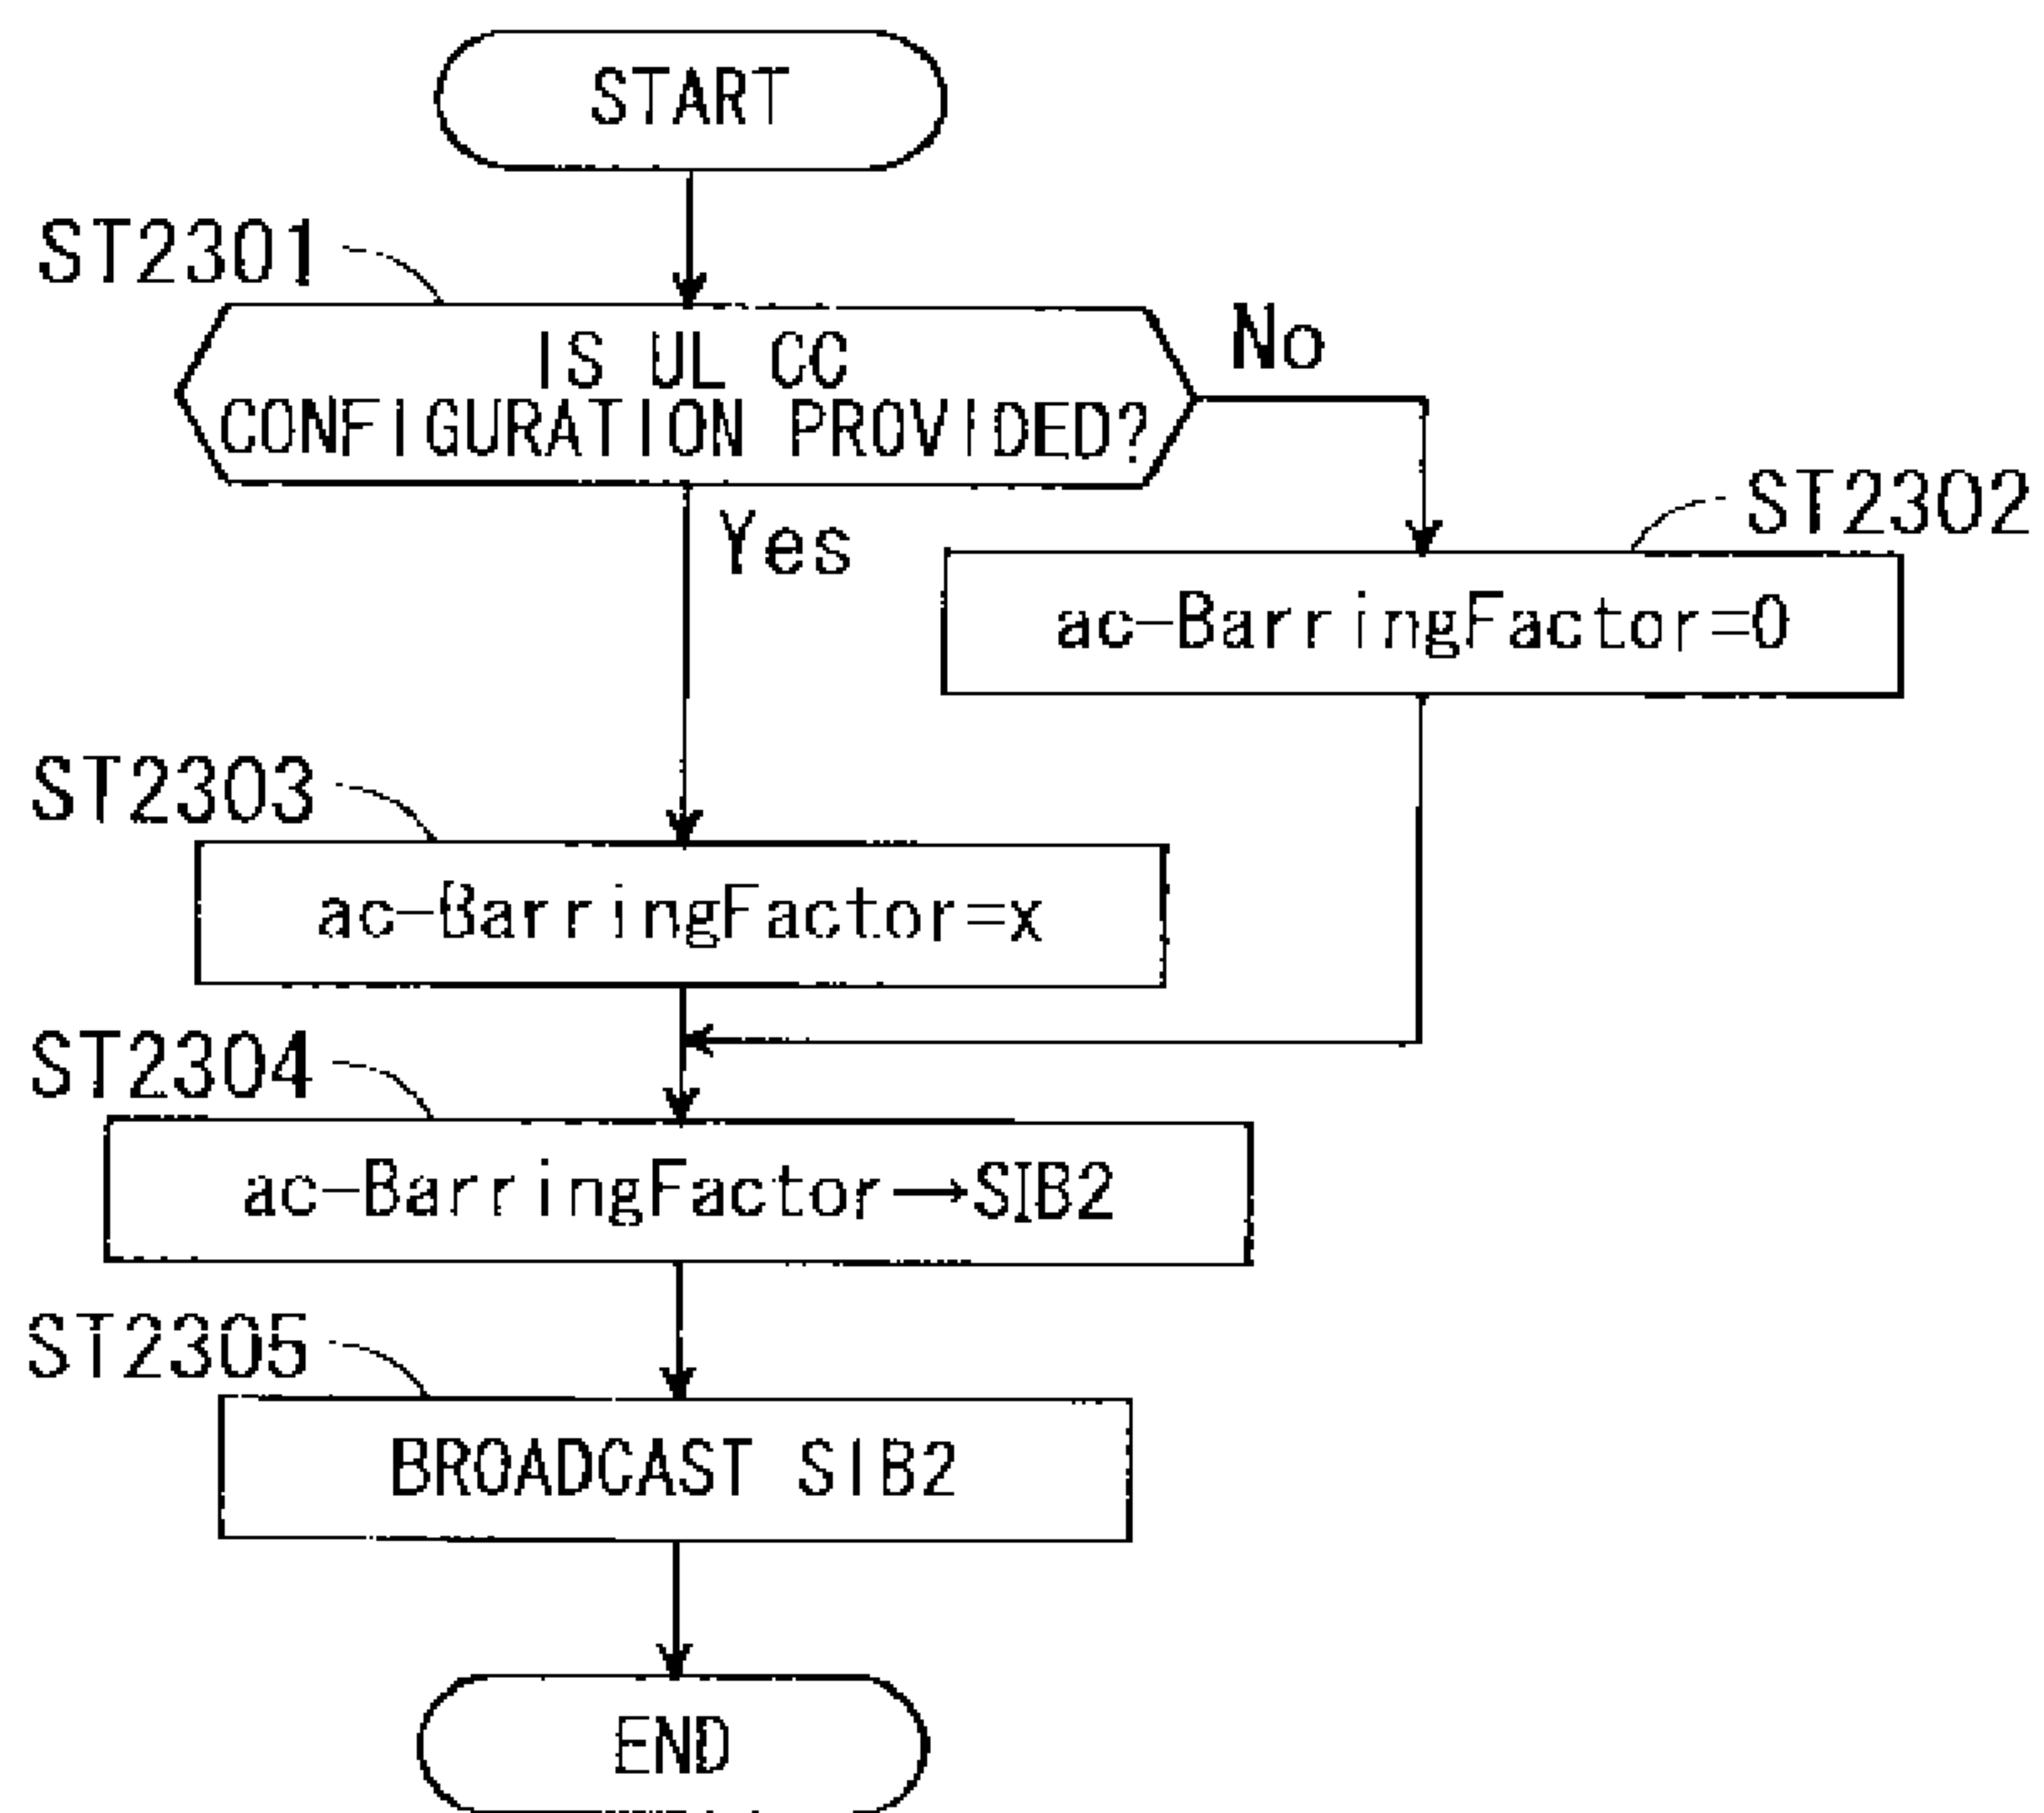 START
ST2301
IS UL CC
CONFIGURATION PROVIDED?
No
Yes
ST2302
ac-BarringFactor=0
ST2303
ac-BarringFactor=x
ST2304
ac-BarringFactor→SIB2
ST2305
BROADCAST SIB2
END